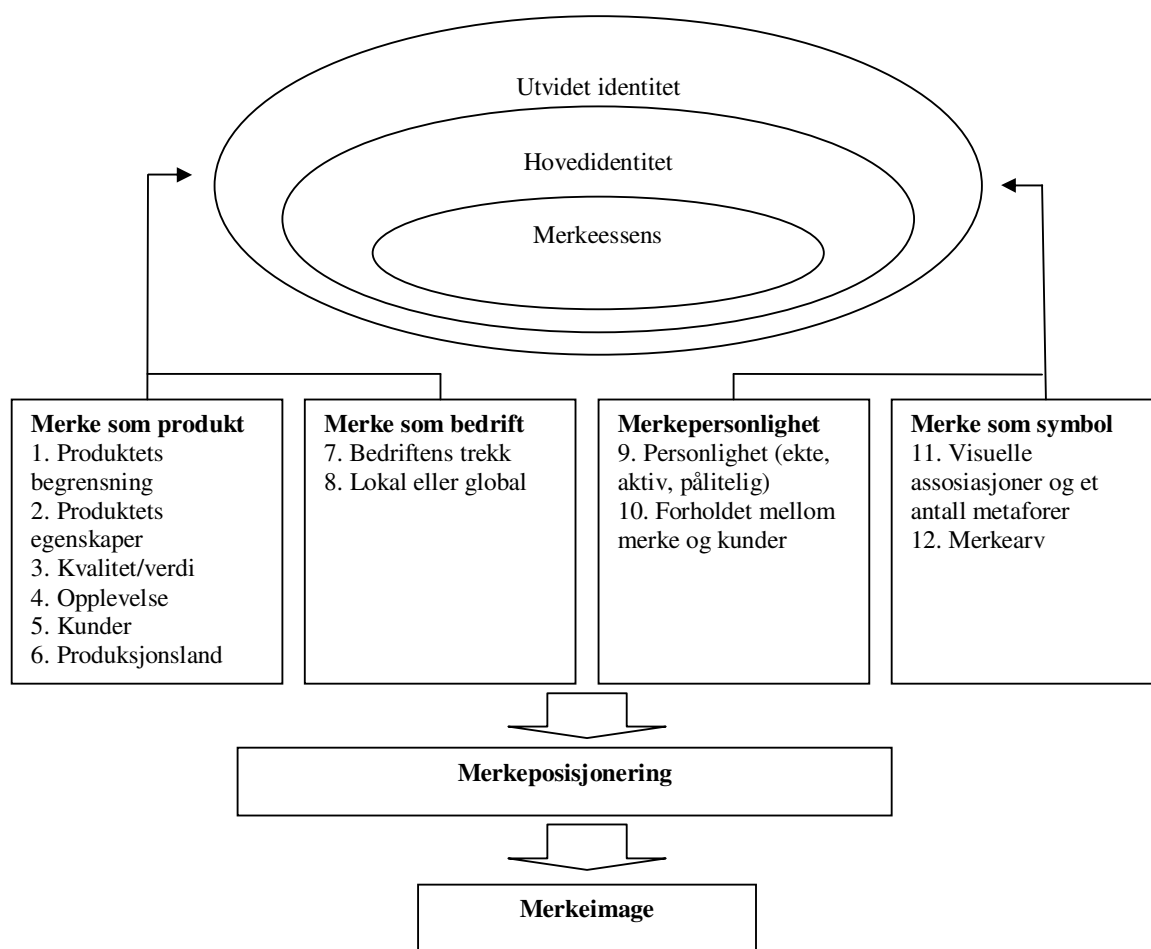 Utvidet identitet
Hovedidentitet
Merkeessens
Merke som produkt
1. Produktets
begrensning
2. Produktets
egenskaper
3. Kvalitet/verdi
4. Opplevelse
5. Kunder
6. Produksjonsland
Merke som bedrift
7. Bedriftens trekk
8. Lokal eller global
Merkepersonlighet
9. Personlighet (ekte,
aktiv, pålitelig)
10. Forholdet mellom
merke og kunder
Merke som symbol
11. Visuelle
assosiasjoner og et
antall metaforer
12. Merkearv
Merkeposisjonering
Merkeimage